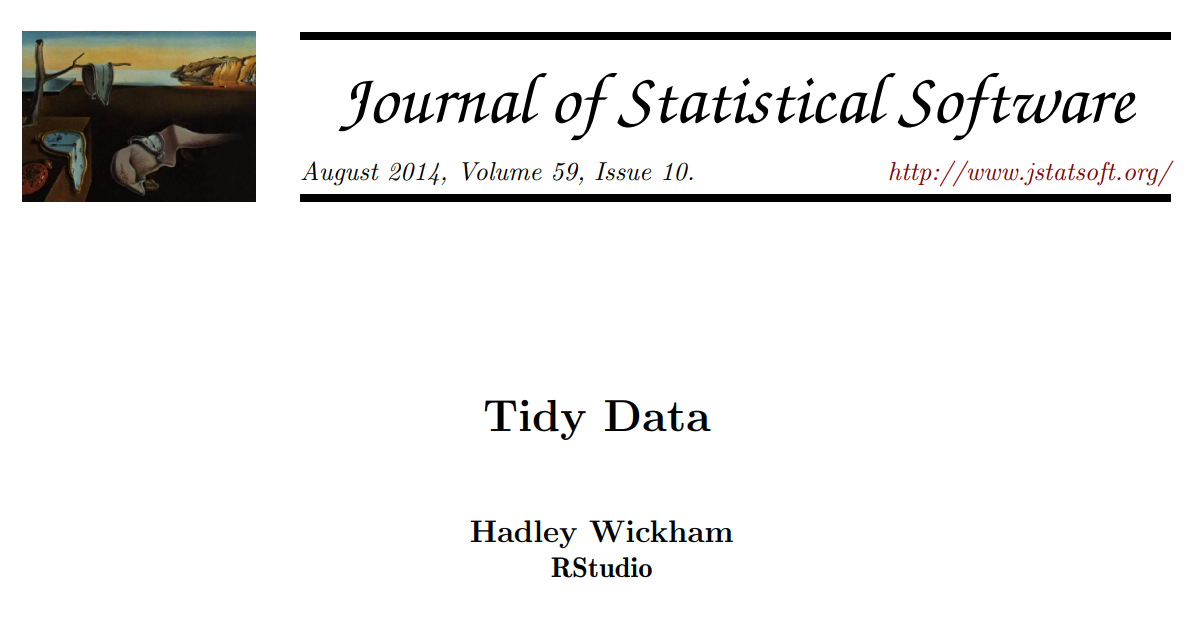 Journal of Statistical Software
August 2014, Volume 59, Issue 10. http://www.jstatsoft.org/
Tidy Data
Hadley Wickham
RStudio